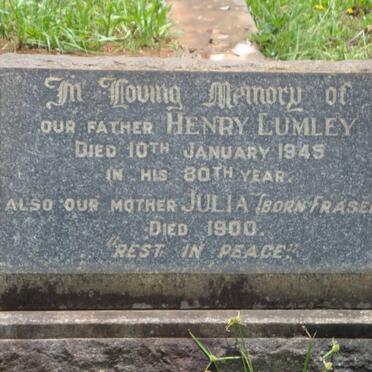 In Loving Memory of
OUR FATHER HENRY LUMLEY
DIED 10TH JANUARY 1945
IN HIS 80TH YEAR.
ALSO OUR MOTHER JULIA (BORN FRASER
DIED 1900.
"REST IN PEACE".